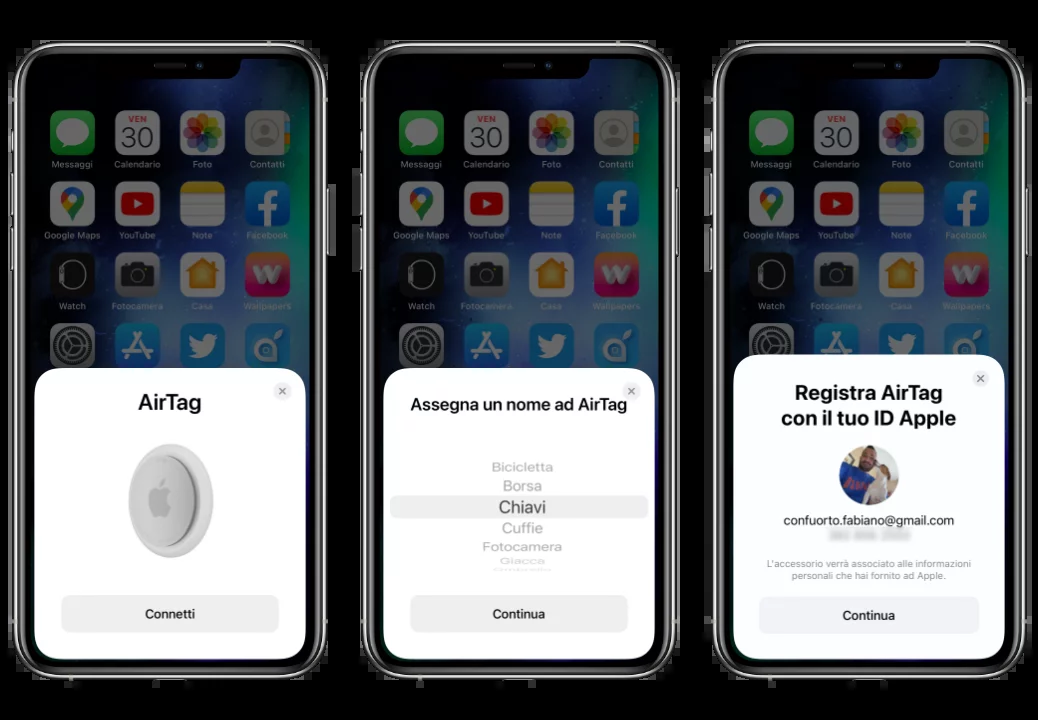 VEN
30
Messaggi
Calendario
Foto
Contatti
Google Maps
YouTube
Note
Facebook
Watch
Fotocamera
Casa
Wallpapers
AirTag
Connetti
VEN
30
Messaggi
Calendario
Foto
Contatti
Google Maps
YouTube
Note
Facebook
Watch
Fotocamera
Casa
Wallpapers
Assegna un nome ad AirTag
Bicicletta
Borsa
Chiavi
Cuffie
Fotocamera
Giacca
Continua
VEN
30
Messaggi
Calendario
Foto
Contatti
Google Maps
YouTube
Note
Facebook
Watch
Fotocamera
Casa
Wallpapers
Registra AirTag
con il tuo ID Apple
confuorto.fabiano@gmail.com
L'accessorio verrà associato alle informazioni
personali che hai fornito ad Apple.
Continua